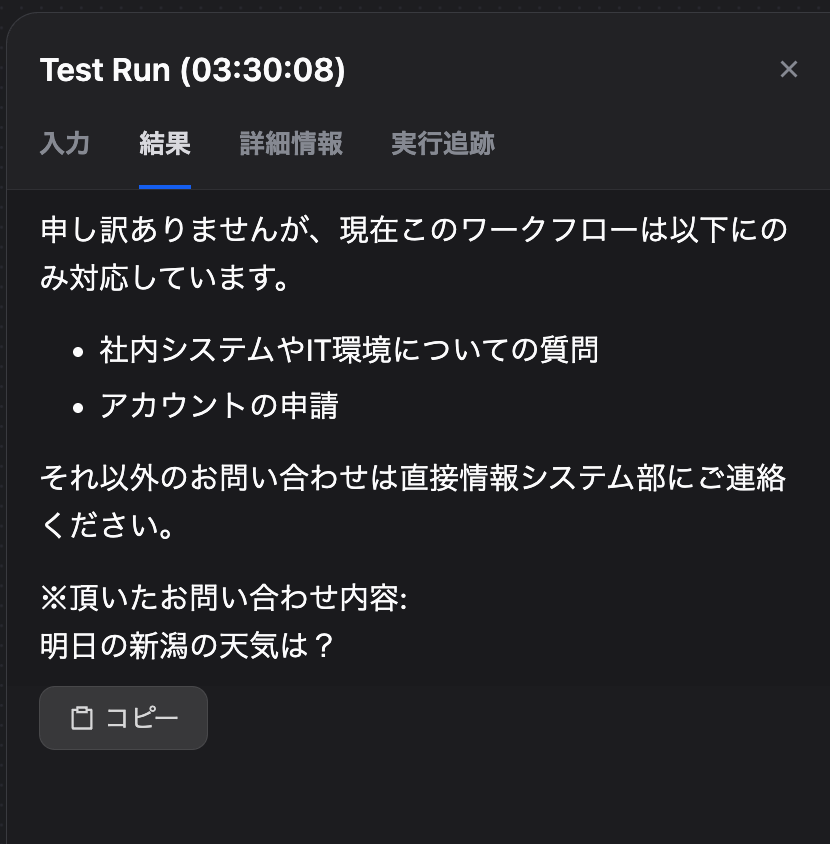 Test Run (03:30:08)
入力 結果 詳細情報 実行追跡
申し訳ありませんが、現在このワークフローは以下にの
み対応しています。
• 社内システムやIT環境についての質問
• アカウントの申請
それ以外のお問い合わせは直接情報システム部にご連絡
ください。
※頂いたお問い合わせ内容:
明日の新潟の天気は？
コピー